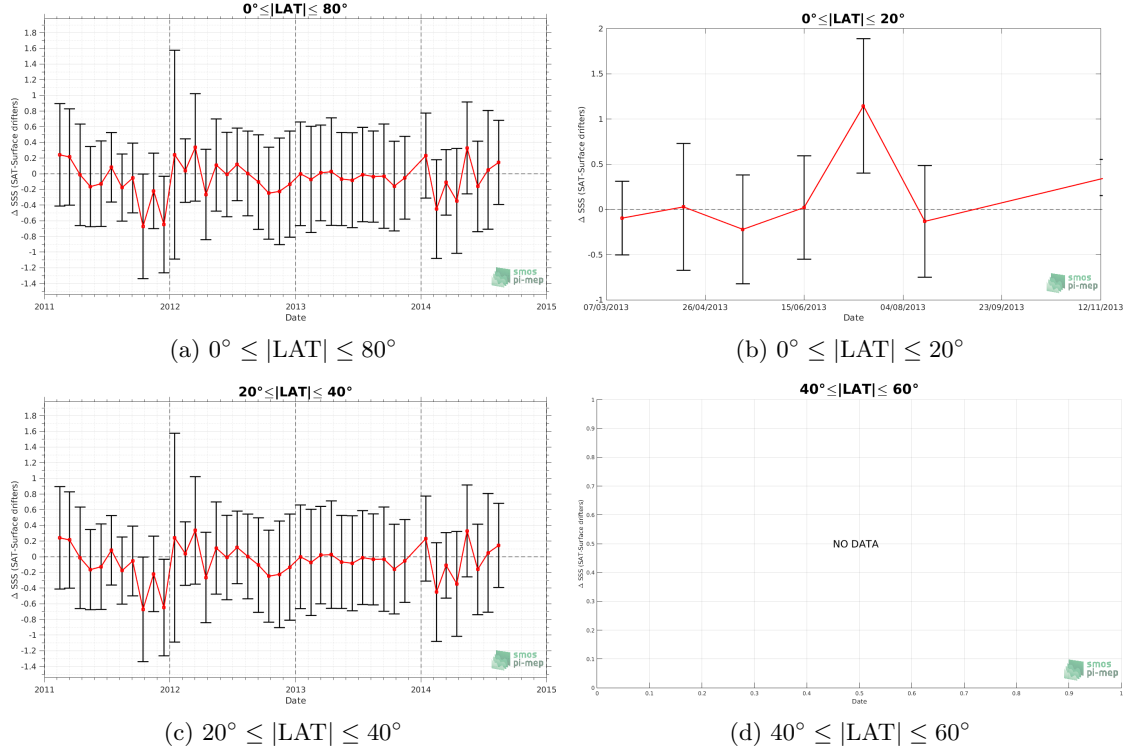 0°≤|LAT|≤ 80°
Δ SSS (SAT-Surface drifters)
1.8
1.6
1.4
1.2
1
0.8
0.6
0.4
0.2
0
-0.2
-0.4
-0.6
-0.8
-1
-1.2
-1.4
2011 2012 2013 2014 2015
Date
smos
pi-mep
(a) 0° ≤ |LAT| ≤ 80°
0°≤|LAT|≤ 20°
Δ SSS (SAT-Surface drifters)
2
1.5
1
0.5
0
-0.5
-1
07/03/2013 26/04/2013 15/06/2013 04/08/2013 23/09/2013 12/11/2013
Date
smos
pi-mep
(b) 0° ≤ |LAT| ≤ 20°
20°≤|LAT|≤ 40°
Δ SSS (SAT-Surface drifters)
1.8
1.6
1.4
1.2
1
0.8
0.6
0.4
0.2
0
-0.2
-0.4
-0.6
-0.8
-1
-1.2
-1.4
2011 2012 2013 2014 2015
Date
smos
pi-mep
(c) 20° ≤ |LAT| ≤ 40°
40°≤|LAT|≤ 60°
Δ SSS (SAT-Surface drifters)
1
0.9
0.8
0.7
0.6
0.5
0.4
0.3
0.2
0.1
0
NO DATA
0 0.1 0.2 0.3 0.4 0.5 0.6 0.7 0.8 0.9 1
Date
smos
pi-mep
(d) 40° ≤ |LAT| ≤ 60°